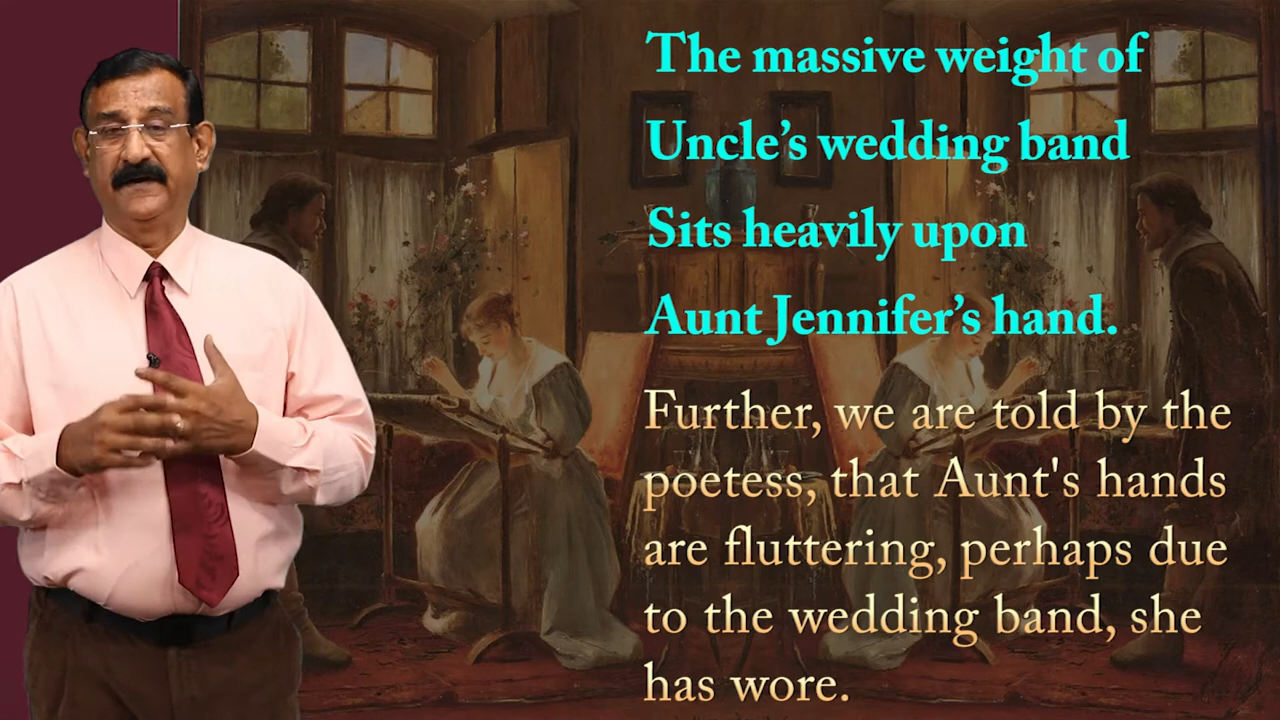 The massive weight of
Uncle’s wedding band
Sits heavily upon
Aunt Jennifer’s hand.
Further, we are told by the
poetess, that Aunt's hands
are fluttering, perhaps due
to the wedding band, she
has wore.